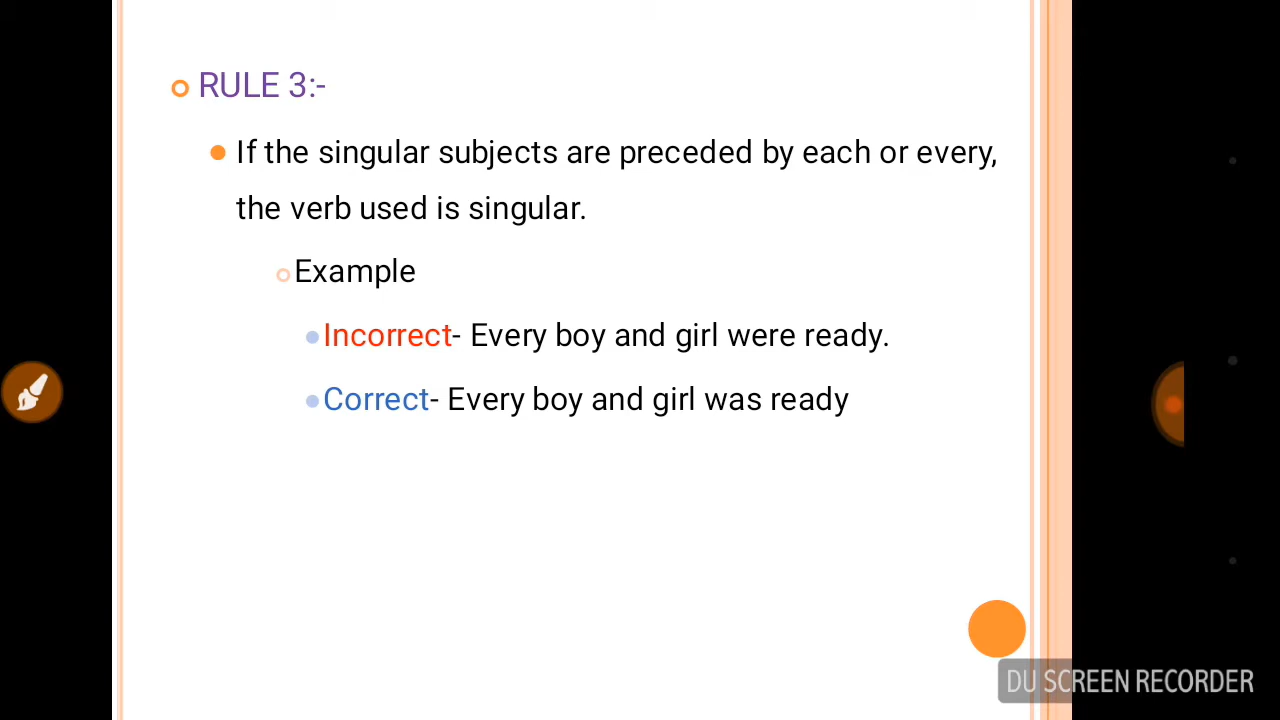 RULE 3:-
If the singular subjects are preceded by each or every,
the verb used is singular.
Example
Incorrect- Every boy and girl were ready.
Correct- Every boy and girl was ready
DU SCREEN RECORDER